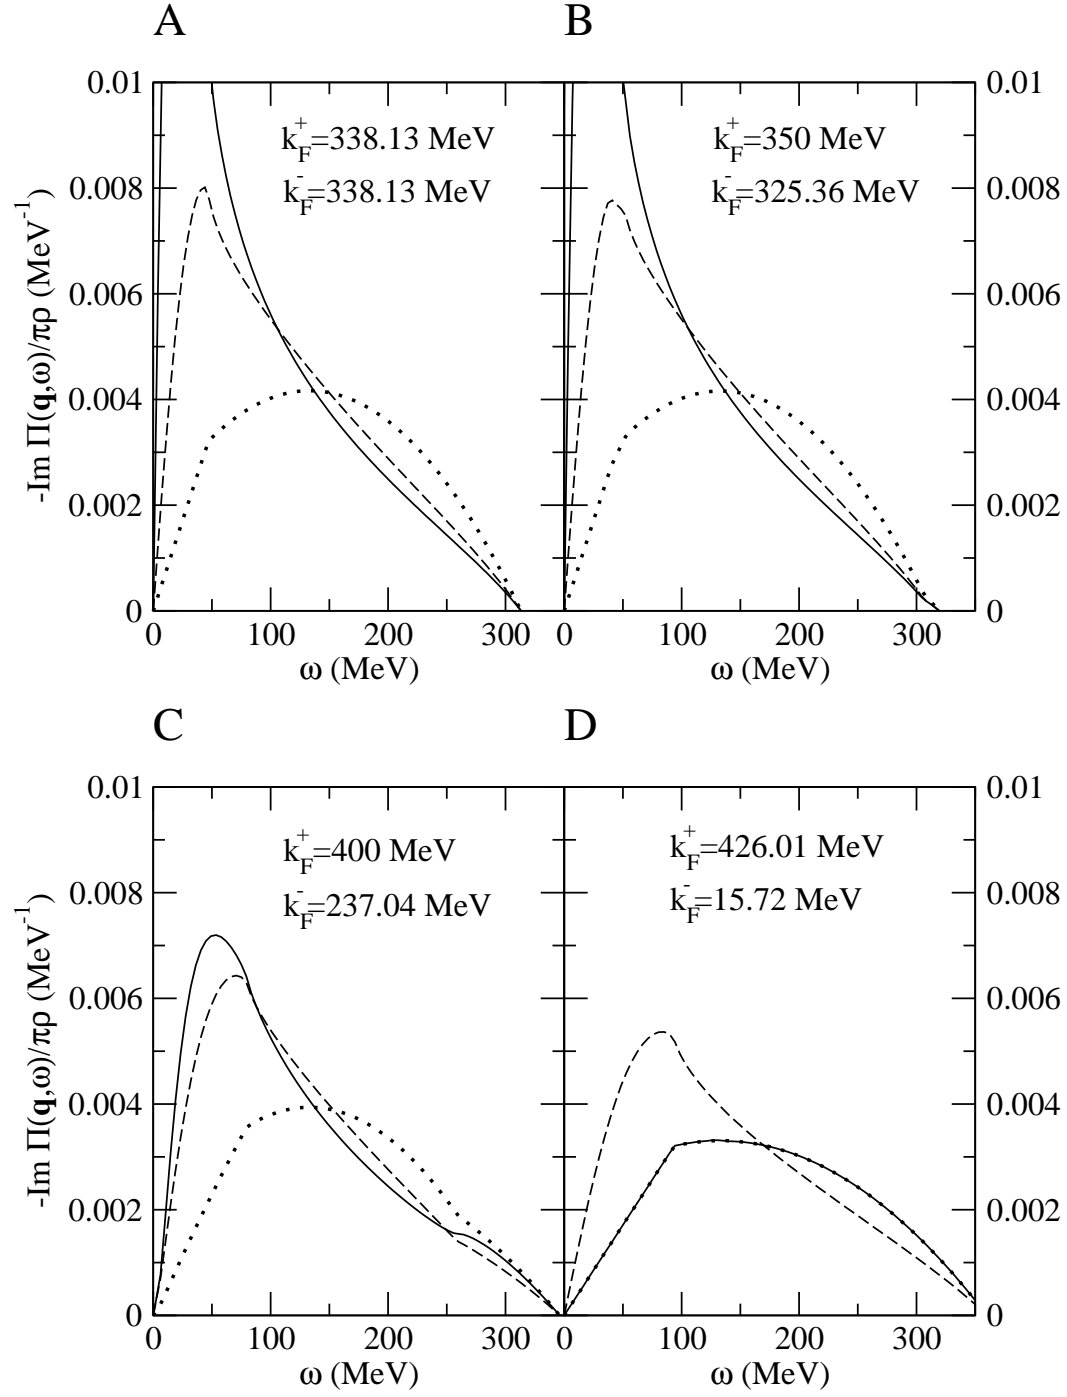 A
B
0.01
0.008
0.006
0.004
0.002
0
-Im Π(q,ω)/πρ (MeV⁻¹)
k_F^+=338.13 MeV
k_F^-=338.13 MeV
0 100 200 300
ω (MeV)
k_F^+=350 MeV
k_F^-=325.36 MeV
0.01
0.008
0.006
0.004
0.002
0
0 100 200 300
ω (MeV)
C
D
0.01
0.008
0.006
0.004
0.002
0
-Im Π(q,ω)/πρ (MeV⁻¹)
k_F^+=400 MeV
k_F^-=237.04 MeV
0 100 200 300
ω (MeV)
k_F^+=426.01 MeV
k_F^-=15.72 MeV
0.01
0.008
0.006
0.004
0.002
0
0 100 200 300
ω (MeV)